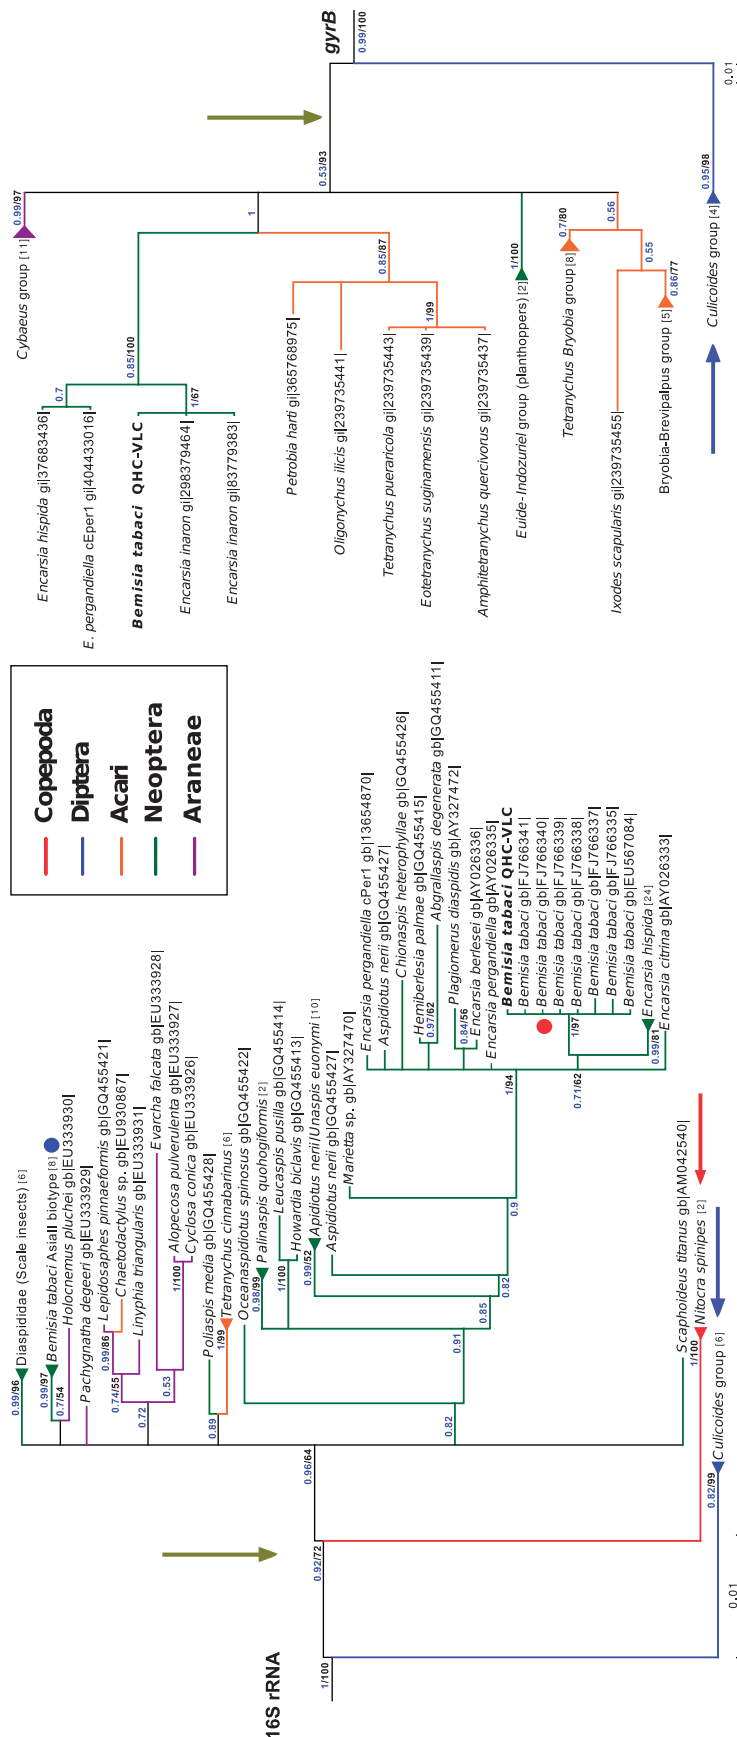 16S rRNA
1/100
0.92/72
0.96/64
0.99/96
Diaspididae (Scale insects) [6]
0.99/97
Bemisia tabaci AsiaII biotype [8]
0.7/54
Holocnemus pluchei gb|EU333930|
Pachygnatha degeeri gb|EU333929|
0.99/86
Lepidosaphes pinnaeformis gb|GQ455421|
Chaetodactylus sp. gb|EU930867|
0.74/55
Linyphia triangularis gb|EU333931|
0.72
0.53
Evarcha falcata gb|EU333928|
1/100
Alopecosa pulverulenta gb|EU333927|
Cyclosa conica gb|EU333926|
0.89
Poliaspis media gb|GQ455428|
1/99
Tetranychus cinnabarinus [6]
Oceanaspidiotus spinosus gb|GQ455422|
0.98/99
Palinaspis quohogiformis [2]
1/100
Leucaspis pusilla gb|GQ455414|
Howardia biclavis gb|GQ455413|
0.99/52
Apidiotus nerii/Unaspis euonymi [10]
Aspidiotus nerii gb|GQ455427|
Marietta sp. gb|AY327470|
0.82
0.91
0.85
0.82
0.9
1/94
Encarsia pergandiella cPer1 gb|13654870|
Aspidiotus nerii gb|GQ455427|
Chionaspis heterophyllae gb|GQ455426|
0.97/62
Hemiberlesia palmae gb|GQ455415|
Abgrallaspis degenerata gb|GQ455411|
0.84/56
Plagiomerus diaspidis gb|AY327472|
Encarsia berlesei gb|AY026336|
Encarsia pergandiella gb|AY026335|
Bemisia tabaci QHC-VLC
Bemisia tabaci gb|FJ766341|
Bemisia tabaci gb|FJ766340|
Bemisia tabaci gb|FJ766339|
1/97
Bemisia tabaci gb|FJ766338|
Bemisia tabaci gb|FJ766337|
Bemisia tabaci gb|FJ766335|
Bemisia tabaci gb|EU567084|
0.71/62
0.99/81
Encarsia hispida [24]
Encarsia citrina gb|AY026333|
Scaphoideus titanus gb|AM042540|
1/100
Nitocra spinipes [2]
0.82/99
Culicoides group [6]
0.01
Copepoda
Diptera
Acari
Neoptera
Araneae
gyrB
0.99/100
0.53/93
0.99/97
Cybaeus group [11]
1
0.85/100
0.7
Encarsia hispida gi|37683436|
E. pergandiella cEper1 gi|404433016|
Bemisia tabaci QHC-VLC
1/67
Encarsia inaron gi|298379464|
Encarsia inaron gi|83779383|
0.85/87
Petrobia harti gi|365768975|
Oligonychus ilicis gi|239735441|
1/99
Tetranychus pueraricola gi|239735443|
Eotetranychus suginamensis gi|239735439|
Amphitetranychus quercivorus gi|239735437|
1/100
Euide-Indozuriel group (planthoppers) [2]
0.56
0.7/80
Tetranychus Bryobia group [8]
0.55
Ixodes scapularis gi|239735455|
0.86/77
Bryobia-Brevipalpus group [5]
0.95/98
Culicoides group [4]
0.01